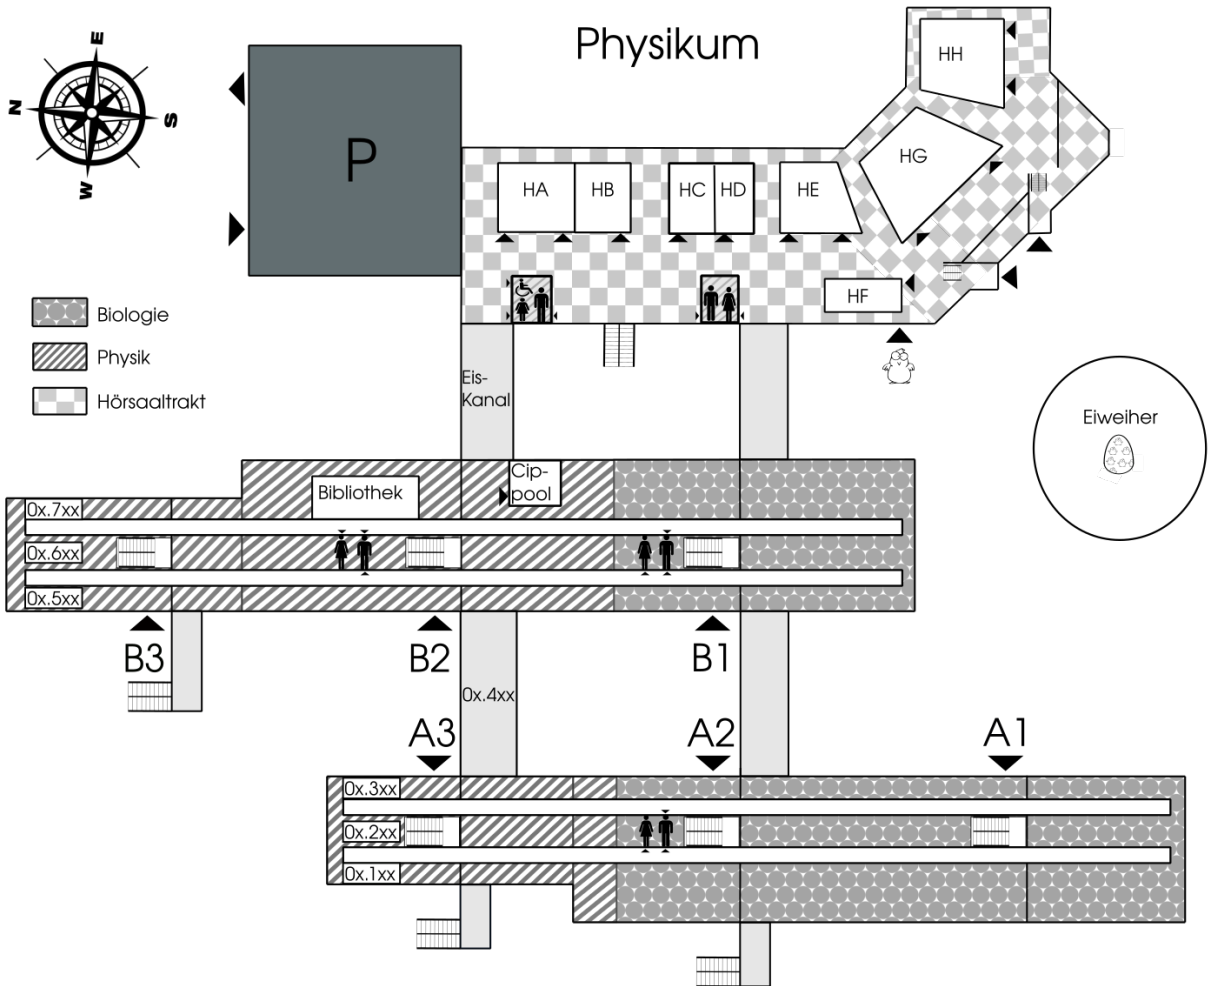 Physikum
E
N
S
W
P
HH
HG
HA
HB
HC
HD
HE
HF
Biologie
Physik
Hörsaaltrakt
Eis-
Kanal
Eiweiher
Cip-
pool
Bibliothek
0x.7xx
0x.6xx
0x.5xx
B3
B2
B1
0x.4xx
A3
A2
A1
0x.3xx
0x.2xx
0x.1xx